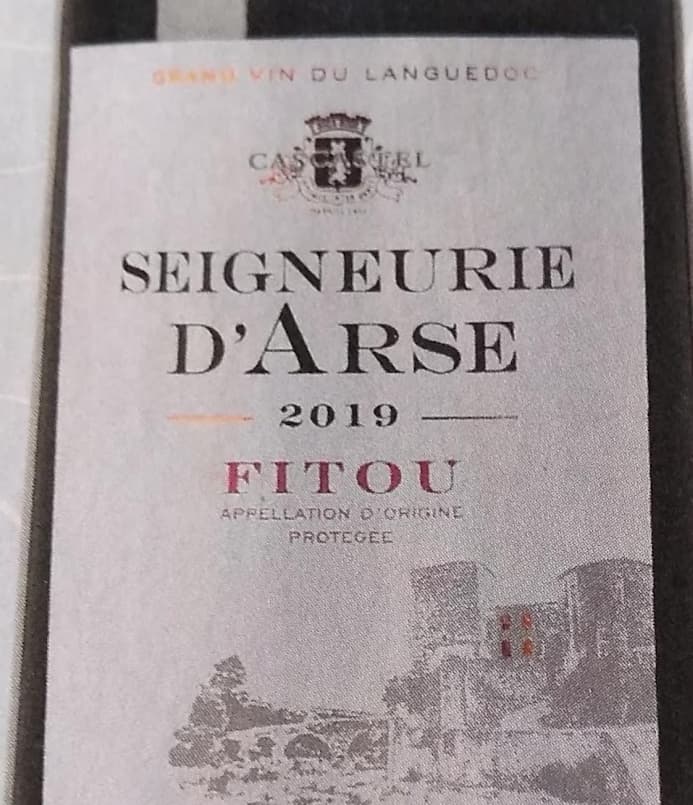 GRAND VIN DU LANGUEDOC
CASCASTEL
SEIGNEURIE
D'ARSE
2019
FITOU
APPELLATION D'ORIGINE
PROTEGEE